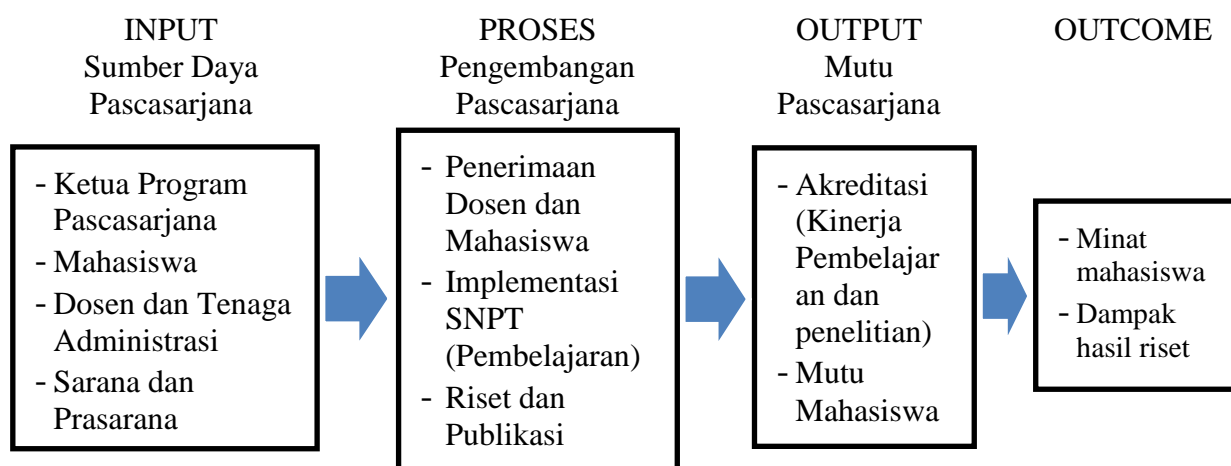 INPUT
Sumber Daya
Pascasarjana
- Ketua Program
Pascasarjana
- Mahasiswa
- Dosen dan Tenaga
Administrasi
- Sarana dan
Prasarana
PROSES
Pengembangan
Pascasarjana
- Penerimaan
Dosen dan
Mahasiswa
- Implementasi
SNPT
(Pembelajaran)
- Riset dan
Publikasi
OUTPUT
Mutu
Pascasarjana
- Akreditasi
(Kinerja
Pembelajar
an dan
penelitian)
- Mutu
Mahasiswa
OUTCOME
- Minat
mahasiswa
- Dampak
hasil riset